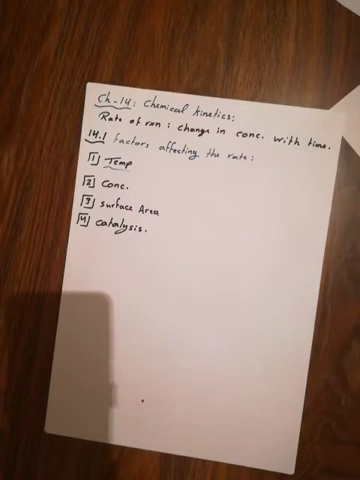 Ch-14: Chemical kinetics:
Rate of rxn: change in conc. with time.
14.1 factors affecting the rate:
1 Temp
2 Conc.
3 surface Area
4 catalysis.